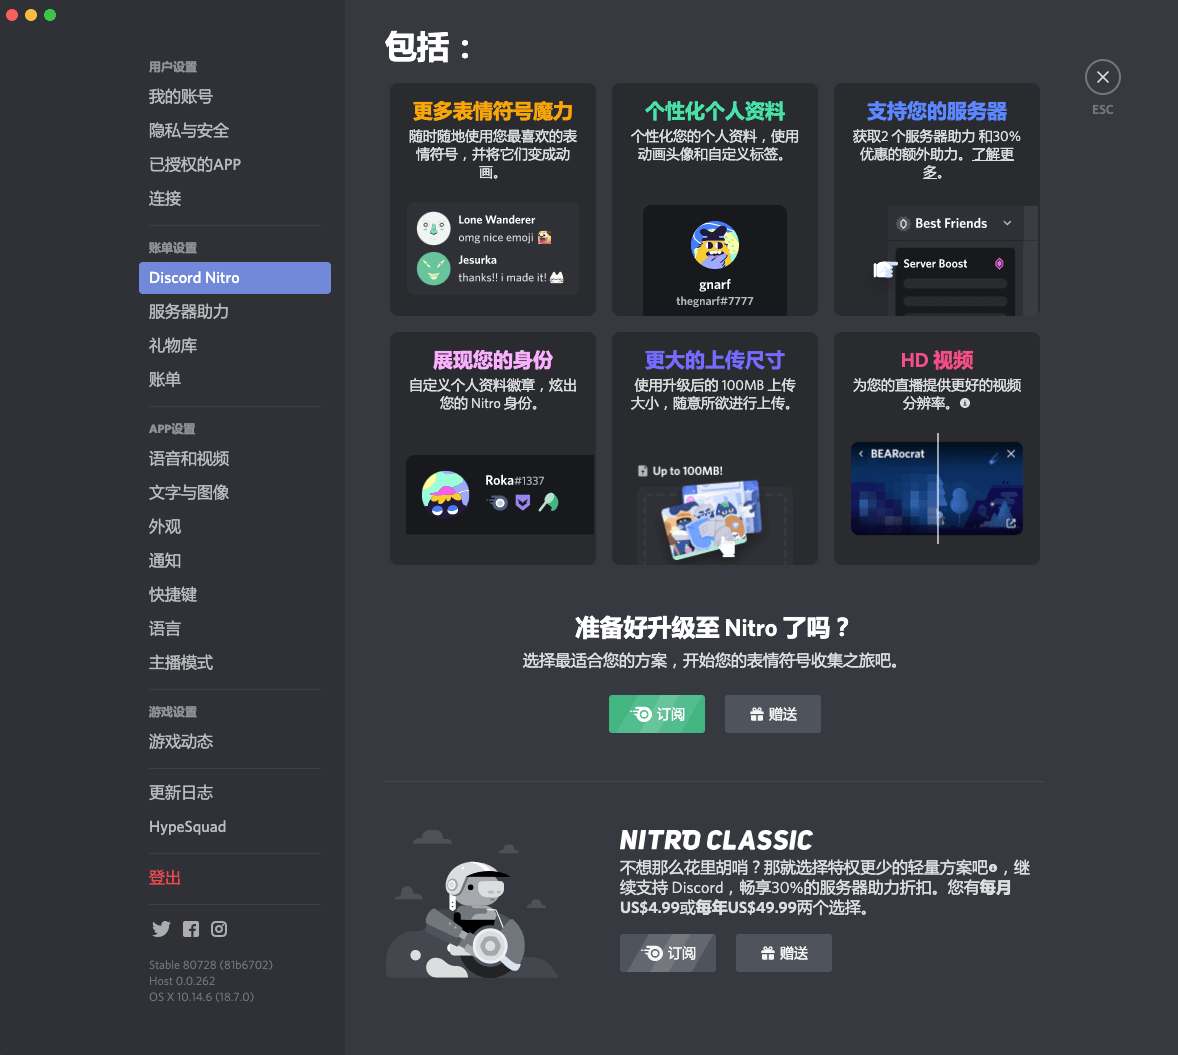 用户设置
我的账号
隐私与安全
已授权的APP
连接
账单设置
Discord Nitro
服务器助力
礼物库
账单
APP设置
语音和视频
文字与图像
外观
通知
快捷键
语言
主播模式
游戏设置
游戏动态
更新日志
HypeSquad
登出
Stable 80728 (81b6702)
Host 0.0.262
OS X 10.14.6 (18.7.0)
包括：
ESC
更多表情符号魔力
随时随地使用您最喜欢的表
情符号，并将它们变成动
画。
Lone Wanderer
omg nice emoji
Jesurka
thanks!! i made it!
个性化个人资料
个性化您的个人资料，使用
动画头像和自定义标签。
gnarf
thegnarf#7777
支持您的服务器
获取2 个服务器助力 和30%
优惠的额外助力。了解更
多。
Best Friends
Server Boost
展现您的身份
自定义个人资料徽章，炫出
您的 Nitro 身份。
Roka#1337
更大的上传尺寸
使用升级后的 100MB 上传
大小，随意所欲进行上传。
Up to 100MB!
HD 视频
为您的直播提供更好的视频
分辨率。
BEARocrat
准备好升级至 Nitro 了吗？
选择最适合您的方案，开始您的表情符号收集之旅吧。
订阅
赠送
NITRO CLASSIC
不想那么花里胡哨？那就选择特权更少的轻量方案吧，继
续支持 Discord，畅享30%的服务器助力折扣。您有每月
US$4.99或每年US$49.99两个选择。
订阅
赠送